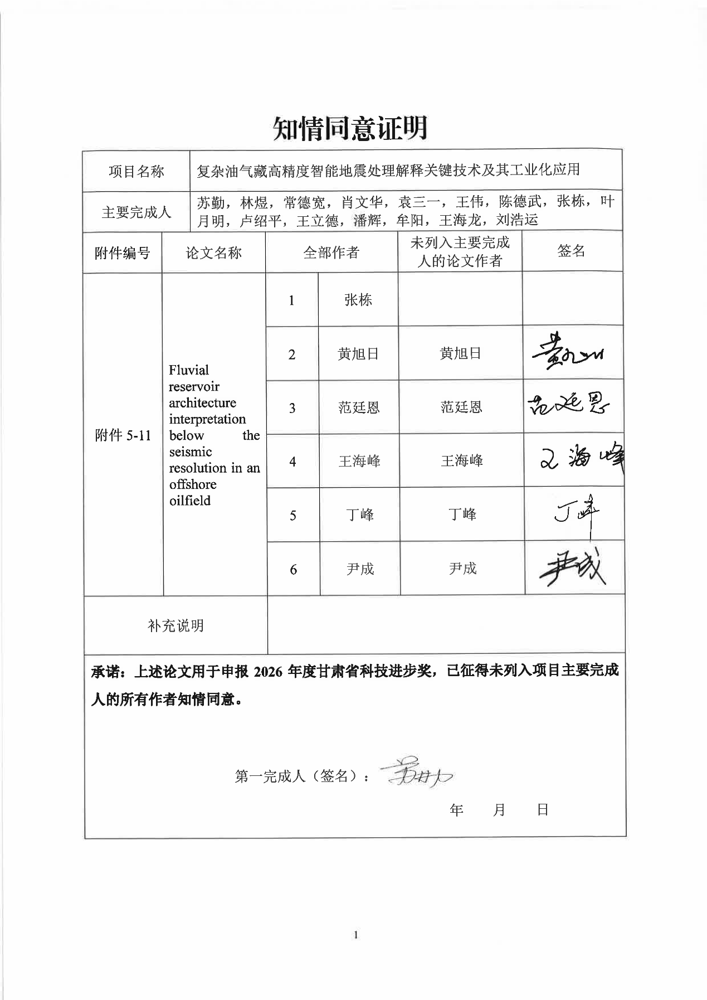 知情同意证明
项目名称
复杂油气藏高精度智能地震处理解释关键技术及其工业化应用
主要完成人
苏勤，林煜，常德宽，肖文华，袁三一，王伟，陈德武，张栋，叶
月明，卢绍平，王立德，潘辉，牟阳，王海龙，刘浩运
附件编号
论文名称
全部作者
未列入主要完成
人的论文作者
签名
附件 5-11
Fluvial
reservoir
architecture
interpretation
below the
seismic
resolution in an
offshore
oilfield
1 张栋
2 黄旭日 黄旭日 黄旭日
3 范廷恩 范廷恩 范廷恩
4 王海峰 王海峰 王海峰
5 丁峰 丁峰 丁峰
6 尹成 尹成 尹成
补充说明
承诺：上述论文用于申报 2026 年度甘肃省科技进步奖，已征得未列入项目主要完成
人的所有作者知情同意。
第一完成人（签名）：苏勤
年 月 日
1